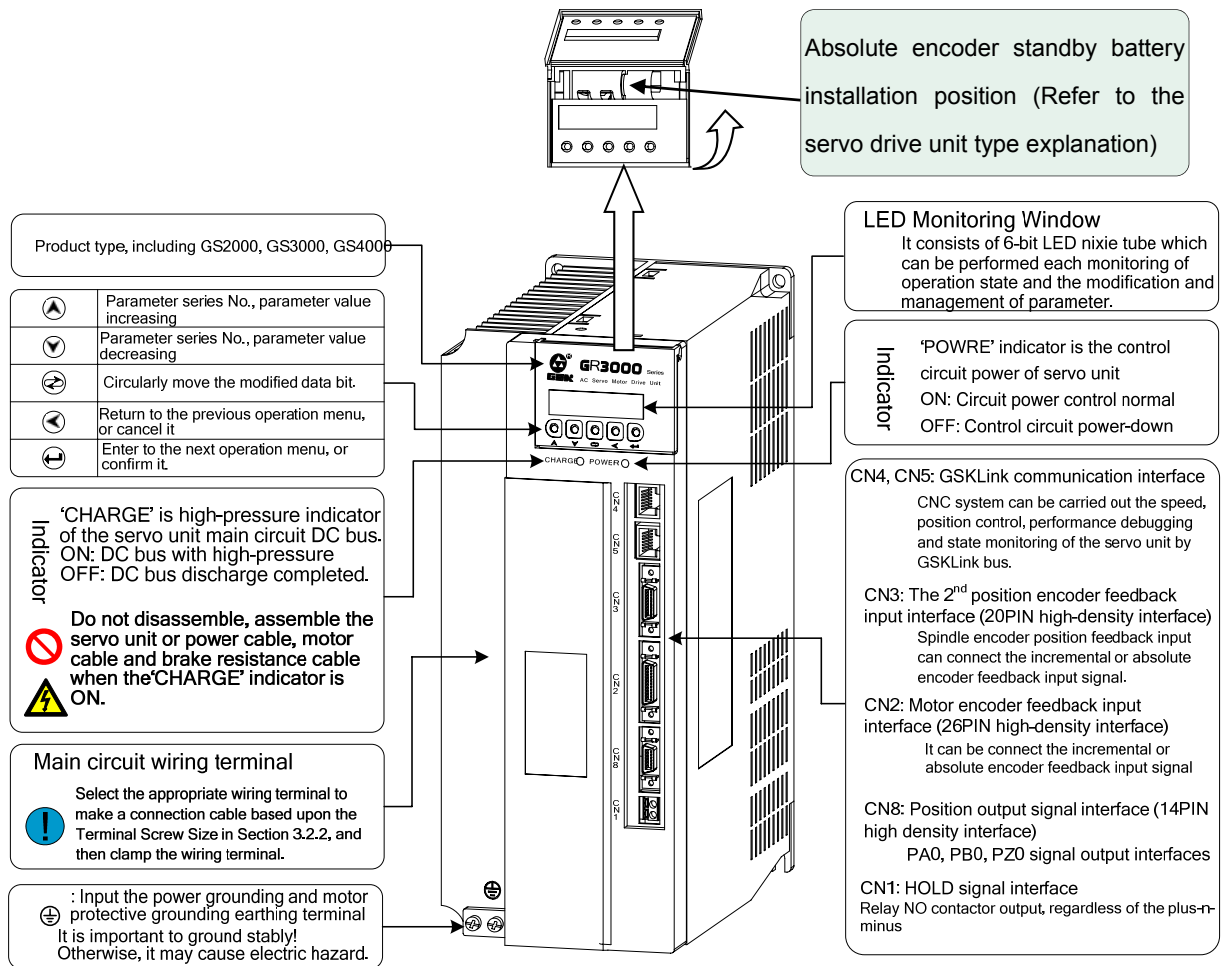 Absolute encoder standby battery
installation position (Refer to the
servo drive unit type explanation)
Product type, including GS2000, GS3000, GS4000
Parameter series No., parameter value
increasing
Parameter series No., parameter value
decreasing
Circularly move the modified data bit.
Return to the previous operation menu,
or cancel it
Enter to the next operation menu, or
confirm it.
Indicator
'CHARGE' is high-pressure indicator
of the servo unit main circuit DC bus.
ON: DC bus with high-pressure
OFF: DC bus discharge completed.
Do not disassemble, assemble the
servo unit or power cable, motor
cable and brake resistance cable
when the'CHARGE' indicator is
ON.
Main circuit wiring terminal
Select the appropriate wiring terminal to
make a connection cable based upon the
Terminal Screw Size in Section 3.2.2, and
then clamp the wiring terminal.
: Input the power grounding and motor
protective grounding earthing terminal
It is important to ground stably!
Otherwise, it may cause electric hazard.
GSK ® GR3000 Series
AC Servo Motor Drive Unit
CHARGE POWER
CN4
CN5
CN3
CN2
CN8
CN1
LED Monitoring Window
It consists of 6-bit LED nixie tube which
can be performed each monitoring of
operation state and the modification and
management of parameter.
Indicator
'POWRE' indicator is the control
circuit power of servo unit
ON: Circuit power control normal
OFF: Control circuit power-down
CN4, CN5: GSKLink communication interface
CNC system can be carried out the speed,
position control, performance debugging
and state monitoring of the servo unit by
GSKLink bus.
CN3: The 2nd position encoder feedback
input interface (20PIN high-density interface)
Spindle encoder position feedback input
can connect the incremental or absolute
encoder feedback input signal.
CN2: Motor encoder feedback input
interface (26PIN high-density interface)
It can be connect the incremental or
absolute encoder feedback input signal
CN8: Position output signal interface (14PIN
high density interface)
PA0, PB0, PZ0 signal output interfaces
CN1: HOLD signal interface
Relay NO contactor output, regardless of the plus-n-
minus